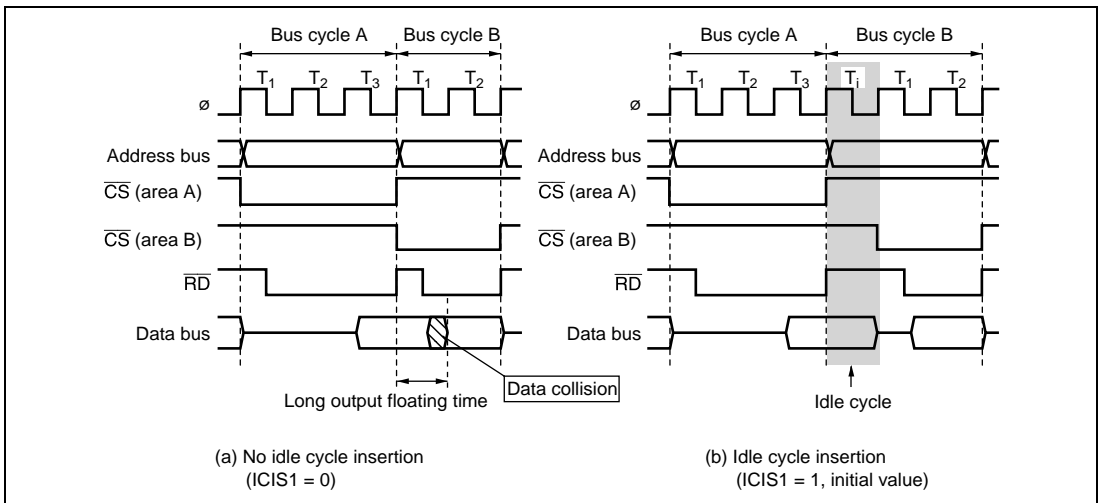 Bus cycle A Bus cycle B
T1 T2 T3 T1 T2
ø
Address bus
CS (area A)
CS (area B)
RD
Data bus
Data collision
Long output floating time
(a) No idle cycle insertion
(ICIS1 = 0)
Bus cycle A Bus cycle B
T1 T2 T3 Ti T1 T2
ø
Address bus
CS (area A)
CS (area B)
RD
Data bus
Idle cycle
(b) Idle cycle insertion
(ICIS1 = 1, initial value)